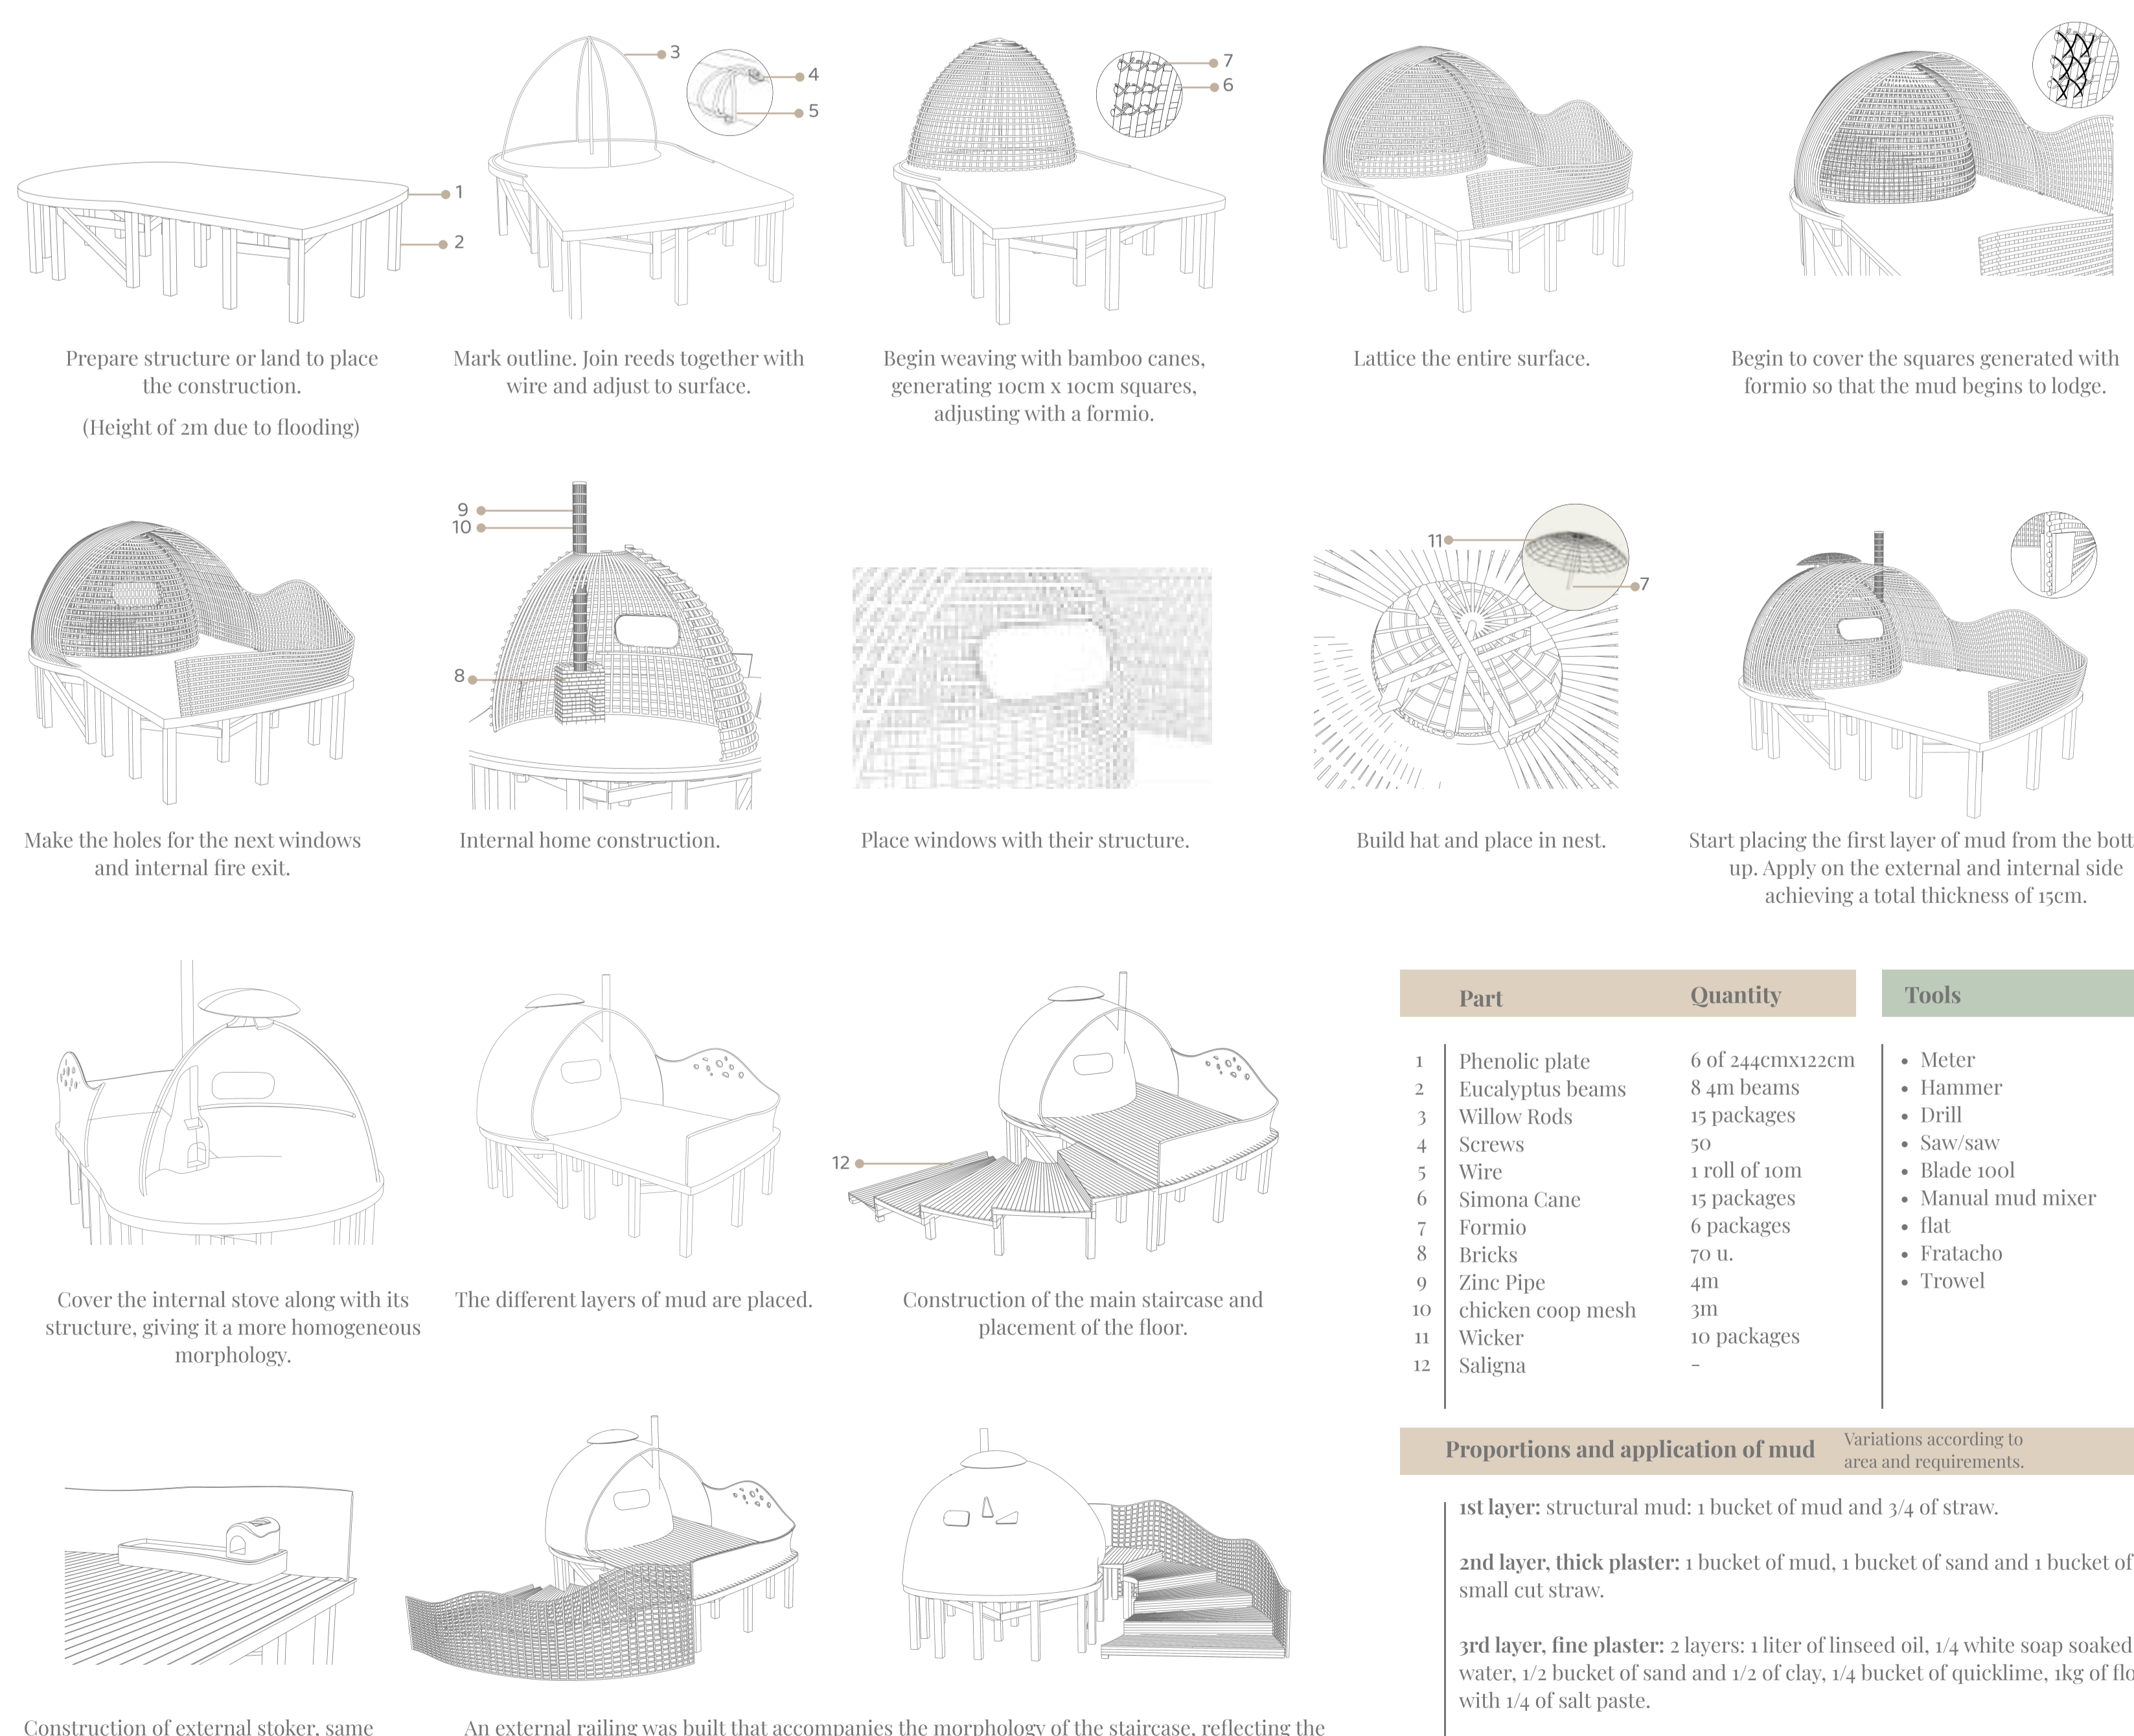 3
4
5
7
6
1
2
Prepare structure or land to place
the construction.
(Height of 2m due to flooding)
Mark outline. Join reeds together with
wire and adjust to surface.
Begin weaving with bamboo canes,
generating 10cm x 10cm squares,
adjusting with a formio.
Lattice the entire surface.
Begin to cover the squares generated with
formio so that the mud begins to lodge.
9
10
8
11
7
Make the holes for the next windows
and internal fire exit.
Internal home construction.
Place windows with their structure.
Build hat and place in nest.
Start placing the first layer of mud from the bott
up. Apply on the external and internal side
achieving a total thickness of 15cm.
12
Cover the internal stove along with its
structure, giving it a more homogeneous
morphology.
The different layers of mud are placed.
Construction of the main staircase and
placement of the floor.
Part Quantity
1 Phenolic plate 6 of 244cmx122cm
2 Eucalyptus beams 8 4m beams
3 Willow Rods 15 packages
4 Screws 50
5 Wire 1 roll of 10m
6 Simona Cane 15 packages
7 Formio 6 packages
8 Bricks 70 u.
9 Zinc Pipe 4m
10 chicken coop mesh 3m
11 Wicker 10 packages
12 Saligna -
Tools
• Meter
• Hammer
• Drill
• Saw/saw
• Blade 100l
• Manual mud mixer
• flat
• Fratacho
• Trowel
Proportions and application of mud
Variations according to
area and requirements.
1st layer: structural mud: 1 bucket of mud and 3/4 of straw.
2nd layer, thick plaster: 1 bucket of mud, 1 bucket of sand and 1 bucket of
small cut straw.
3rd layer, fine plaster: 2 layers: 1 liter of linseed oil, 1/4 white soap soaked
water, 1/2 bucket of sand and 1/2 of clay, 1/4 bucket of quicklime, 1kg of flo
with 1/4 of salt paste.
Construction of external stoker, same
An external railing was built that accompanies the morphology of the staircase, reflecting the